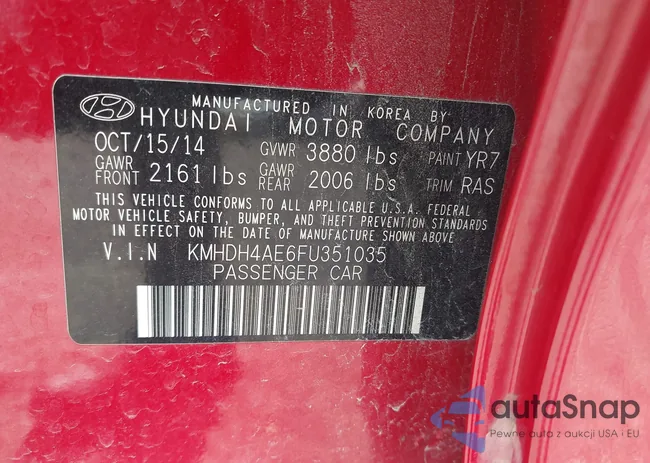 MANUFACTURED IN KOREA BY:
HYUNDAI MOTOR COMPANY
OCT/15/14 GVWR 3880 lbs PAINT YR7
GAWR FRONT 2161 lbs GAWR REAR 2006 lbs TRIM RAS
THIS VEHICLE CONFORMS TO ALL APPLICABLE U.S.A. FEDERAL
MOTOR VEHICLE SAFETY, BUMPER, AND THEFT PREVENTION STANDARDS
IN EFFECT ON THE DATE OF MANUFACTURE SHOWN ABOVE
V.I.N KMHDH4AE6FU351035
PASSENGER CAR
autaSnap
Pewne auta z aukcji USA i EU